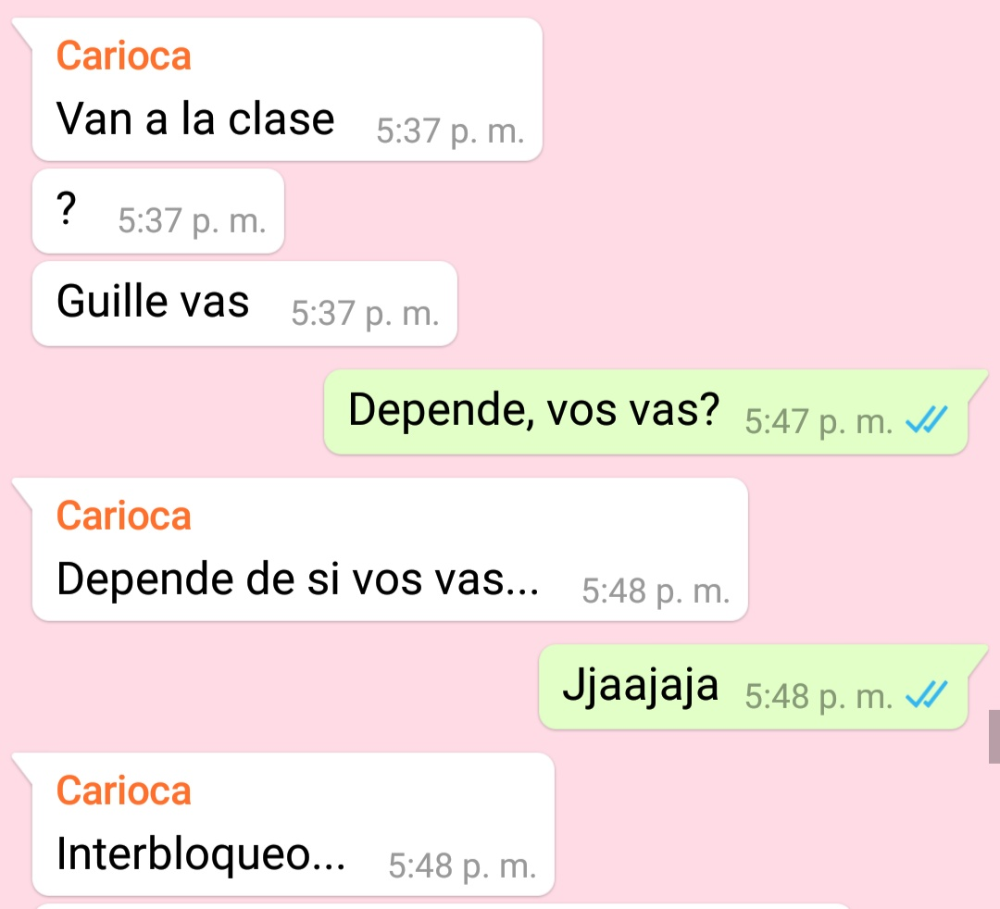 Carioca
Van a la clase 5:37 p. m.
? 5:37 p. m.
Guille vas 5:37 p. m.
Depende, vos vas? 5:47 p. m.
Carioca
Depende de si vos vas... 5:48 p. m.
Jjaajaja 5:48 p. m.
Carioca
Interbloqueo... 5:48 p. m.